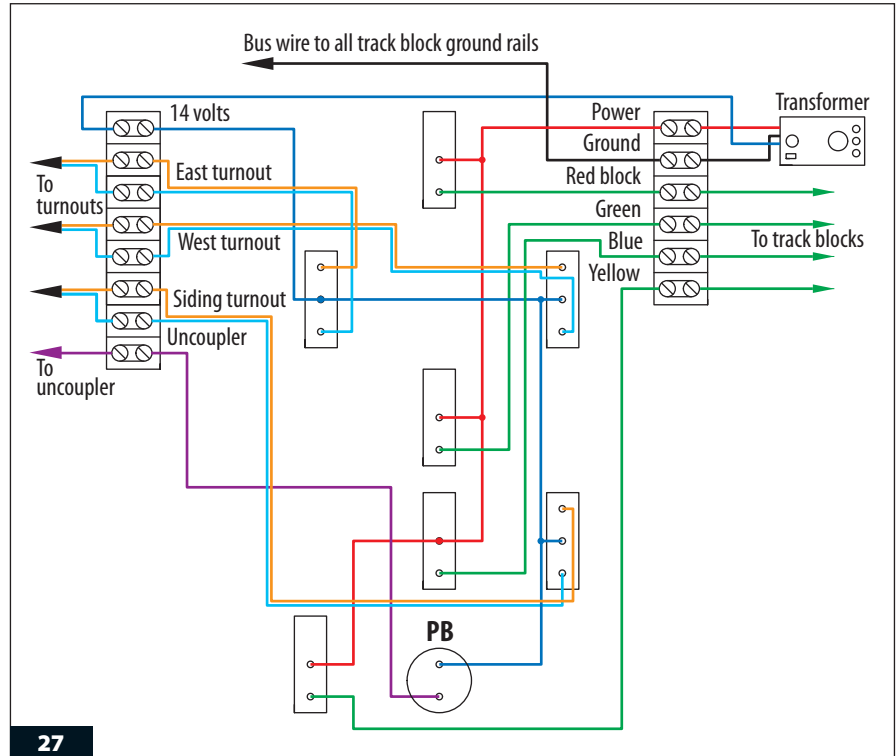 Bus wire to all track block ground rails
14 volts
Power
Transformer
Ground
East turnout
Red block
To
turnouts
Green
West turnout
Blue
To track blocks
Yellow
Siding turnout
Uncoupler
To
uncoupler
PB
27